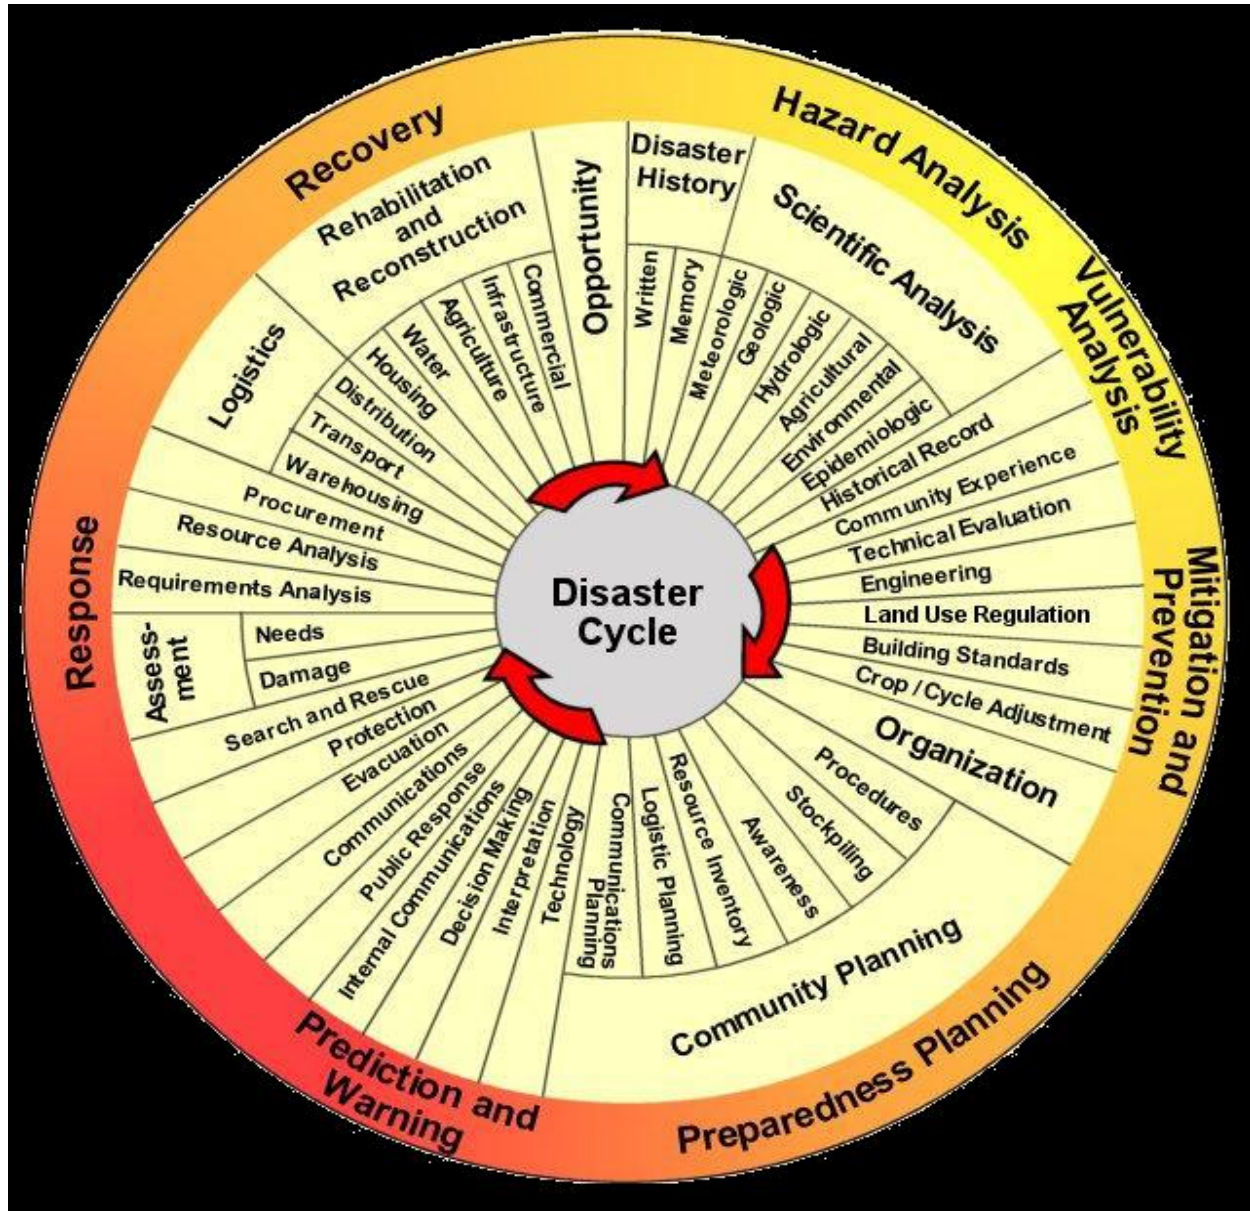 Disaster
Cycle
Hazard Analysis
Disaster
History
Written
Memory
Scientific Analysis
Meteorologic
Geologic
Hydrologic
Agricultural
Environmental
Epidemiologic
Vulnerability
Analysis
Historical Record
Community Experience
Technical Evaluation
Mitigation and
Prevention
Engineering
Land Use Regulation
Building Standards
Crop / Cycle Adjustment
Preparedness Planning
Organization
Community Planning
Procedures
Stockpiling
Awareness
Resource Inventory
Logistic Planning
Communications
Planning
Prediction and
Warning
Technology
Interpretation
Decision Making
Internal Communications
Public Response
Response
Communications
Evacuation
Protection
Search and Rescue
Assess-
ment
Damage
Needs
Requirements Analysis
Resource Analysis
Procurement
Logistics
Warehousing
Transport
Distribution
Recovery
Rehabilitation
and
Reconstruction
Housing
Water
Agriculture
Infrastructure
Commercial
Opportunity